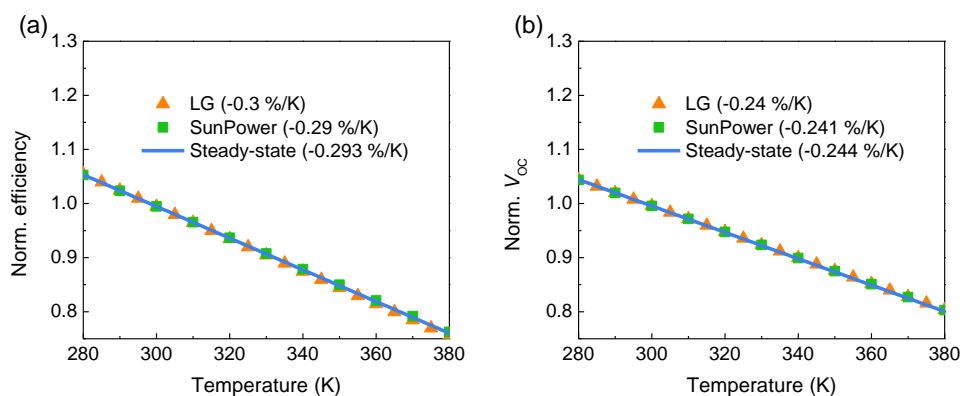 (a)
1.3
1.2
1.1
1.0
0.9
0.8
Norm. efficiency
LG (-0.3 %/K)
SunPower (-0.29 %/K)
Steady-state (-0.293 %/K)
280 300 320 340 360 380
Temperature (K)
(b)
1.3
1.2
1.1
1.0
0.9
0.8
Norm. VOC
LG (-0.24 %/K)
SunPower (-0.241 %/K)
Steady-state (-0.244 %/K)
280 300 320 340 360 380
Temperature (K)